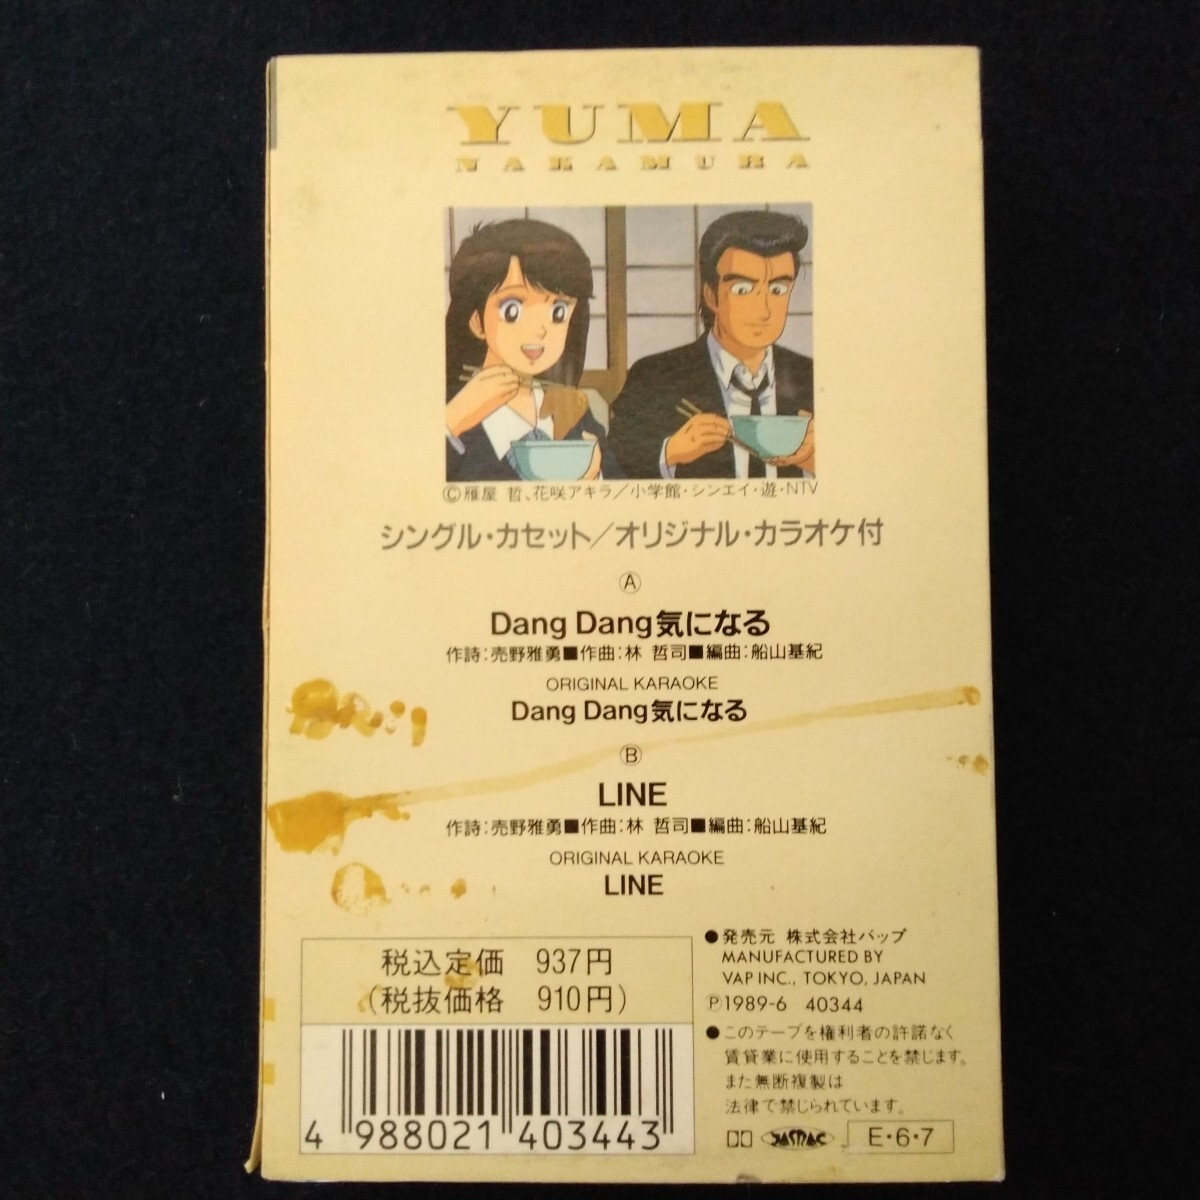 YUMA
NAKAMURA
©雁屋 哲、花咲アキラ／小学館・シンエイ・遊・NTV
シングル・カセット／オリジナル・カラオケ付
Ⓐ
Dang Dang気になる
作詩：売野雅勇■作曲：林 哲司■編曲：船山基紀
ORIGINAL KARAOKE
Dang Dang気になる
Ⓑ
LINE
作詩：売野雅勇■作曲：林 哲司■編曲：船山基紀
ORIGINAL KARAOKE
LINE
税込定価 937円
（税抜価格 910円）
4 988021 403443
●発売元 株式会社バップ
MANUFACTURED BY
VAP INC., TOKYO, JAPAN
Ⓟ1989-6 40344
●このテープを権利者の許諾なく
賃貸業に使用することを禁じます。
また無断複製は
法律で禁じられています。
JASRAC
E・6・7